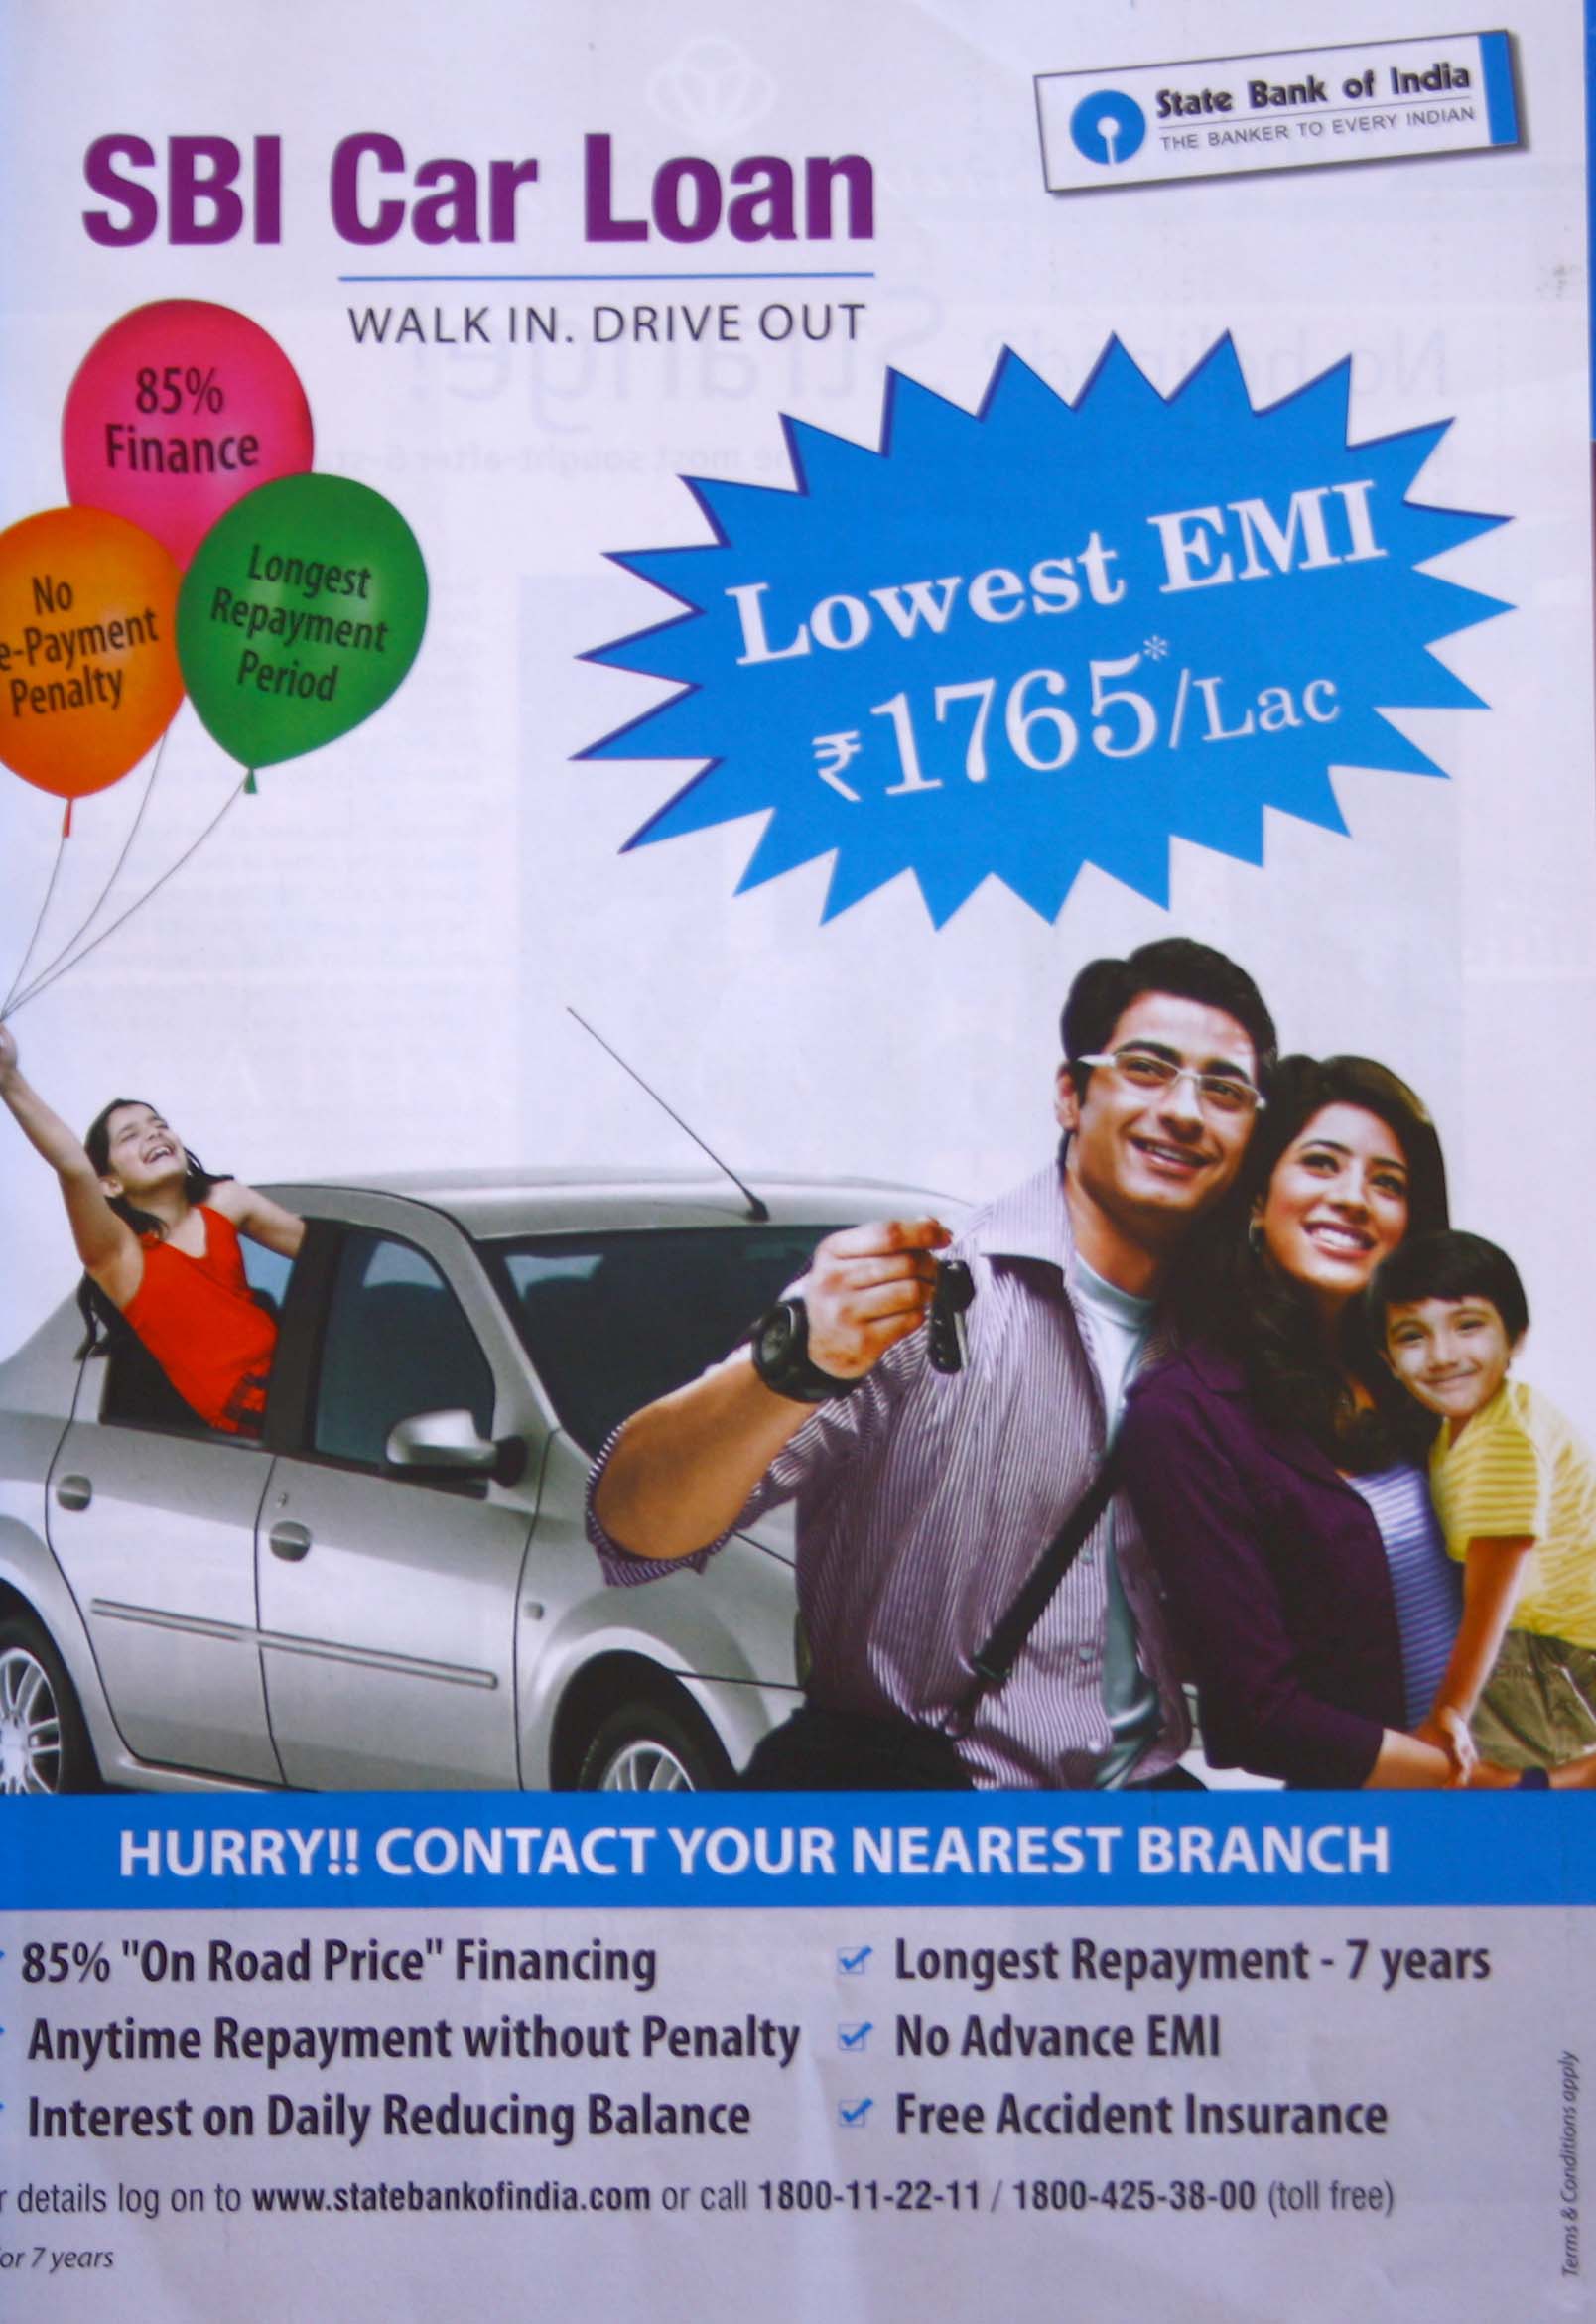 State Bank of India
THE BANKER TO EVERY INDIAN
SBI Car Loan
WALK IN. DRIVE OUT
85%
Finance
No
e-Payment
Penalty
Longest
Repayment
Period
Lowest EMI
₹1765*/Lac
HURRY!! CONTACT YOUR NEAREST BRANCH
85% "On Road Price" Financing
Anytime Repayment without Penalty
Interest on Daily Reducing Balance
Longest Repayment - 7 years
No Advance EMI
Free Accident Insurance
r details log on to www.statebankofindia.com or call 1800-11-22-11 / 1800-425-38-00 (toll free)
or 7 years
Terms & Conditions apply